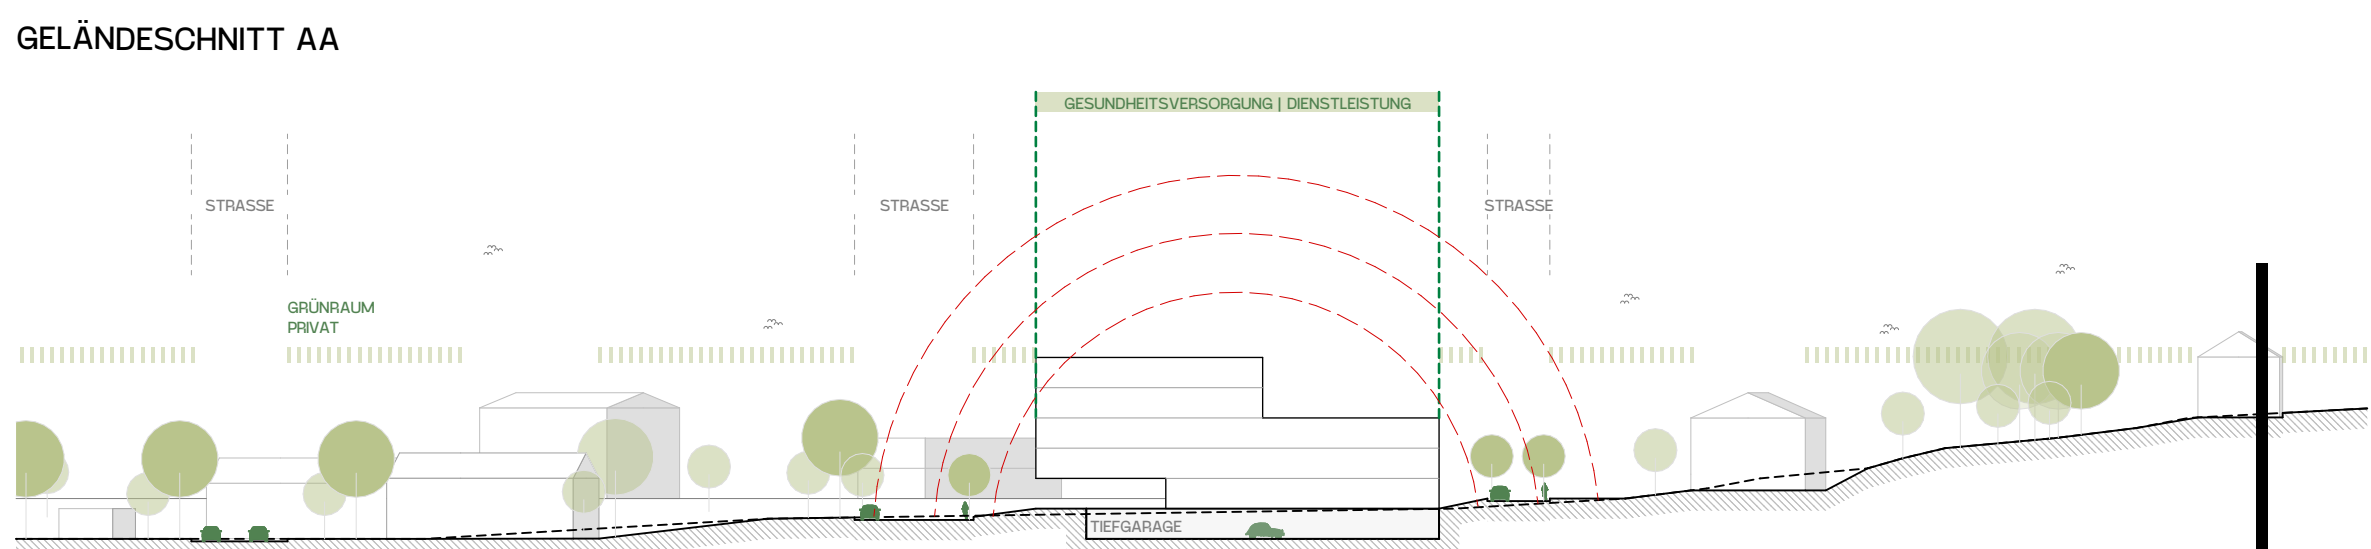 GELÄNDESCHNITT AA
GESUNDHEITSVERSORGUNG | DIENSTLEISTUNG
STRASSE
STRASSE
STRASSE
GRÜNRAUM
PRIVAT
TIEFGARAGE